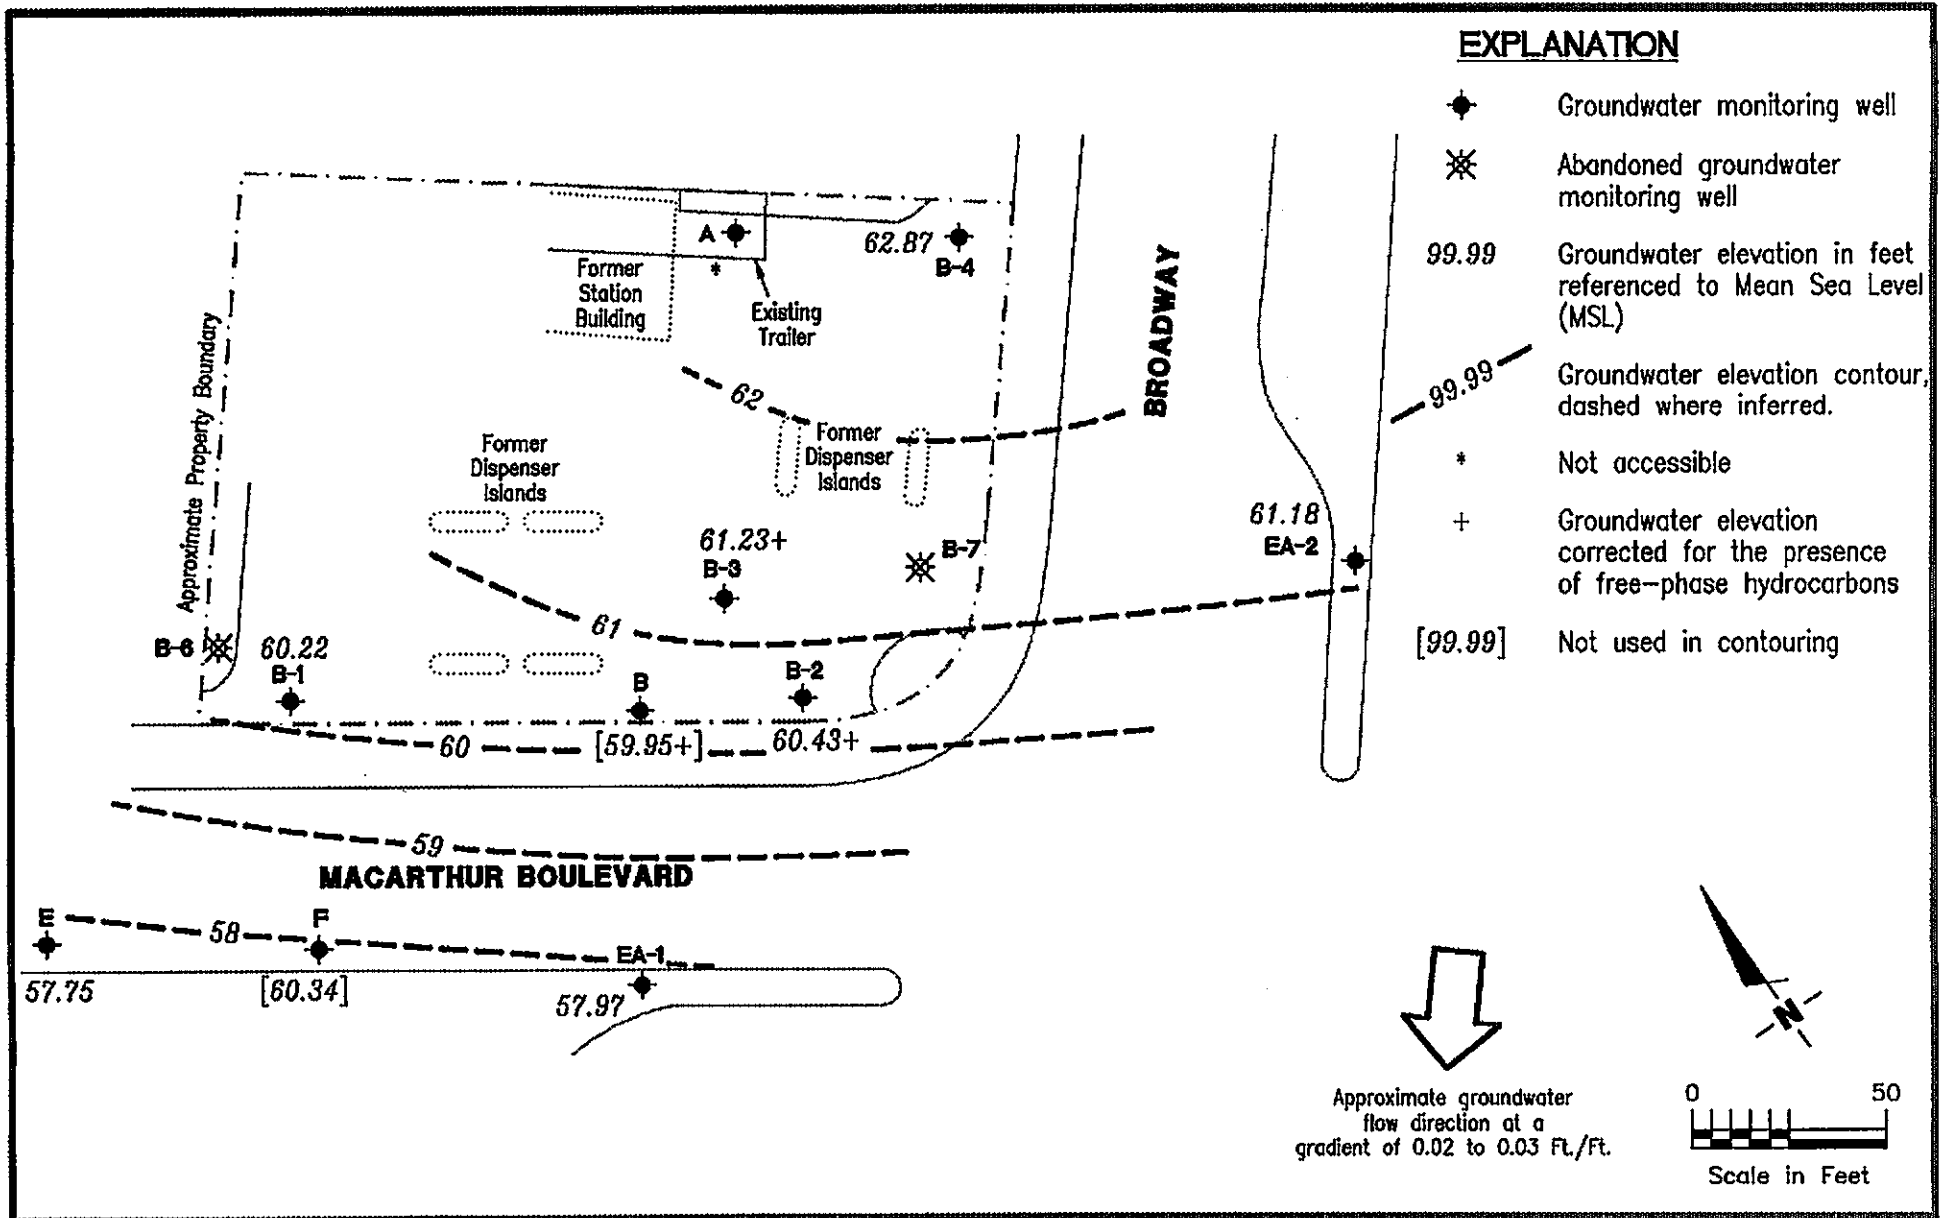 EXPLANATION
Groundwater monitoring well
Abandoned groundwater
monitoring well
99.99
Groundwater elevation in feet
referenced to Mean Sea Level
(MSL)
99.99
Groundwater elevation contour,
dashed where inferred.
*
Not accessible
+
Groundwater elevation
corrected for the presence
of free-phase hydrocarbons
[99.99]
Not used in contouring
A
*
62.87
B-4
Former
Station
Building
Existing
Trailer
BROADWAY
Approximate Property Boundary
62
Former
Dispenser
Islands
Former
Dispenser
Islands
61.23+
B-3
B-7
61.18
EA-2
61
B-6
60.22
B-1
B
B-2
60
[59.95+]
60.43+
59
MACARTHUR BOULEVARD
E
58
F
EA-1
57.75
[60.34]
57.97
N
Approximate groundwater
flow direction at a
gradient of 0.02 to 0.03 Ft./Ft.
0
50
Scale in Feet